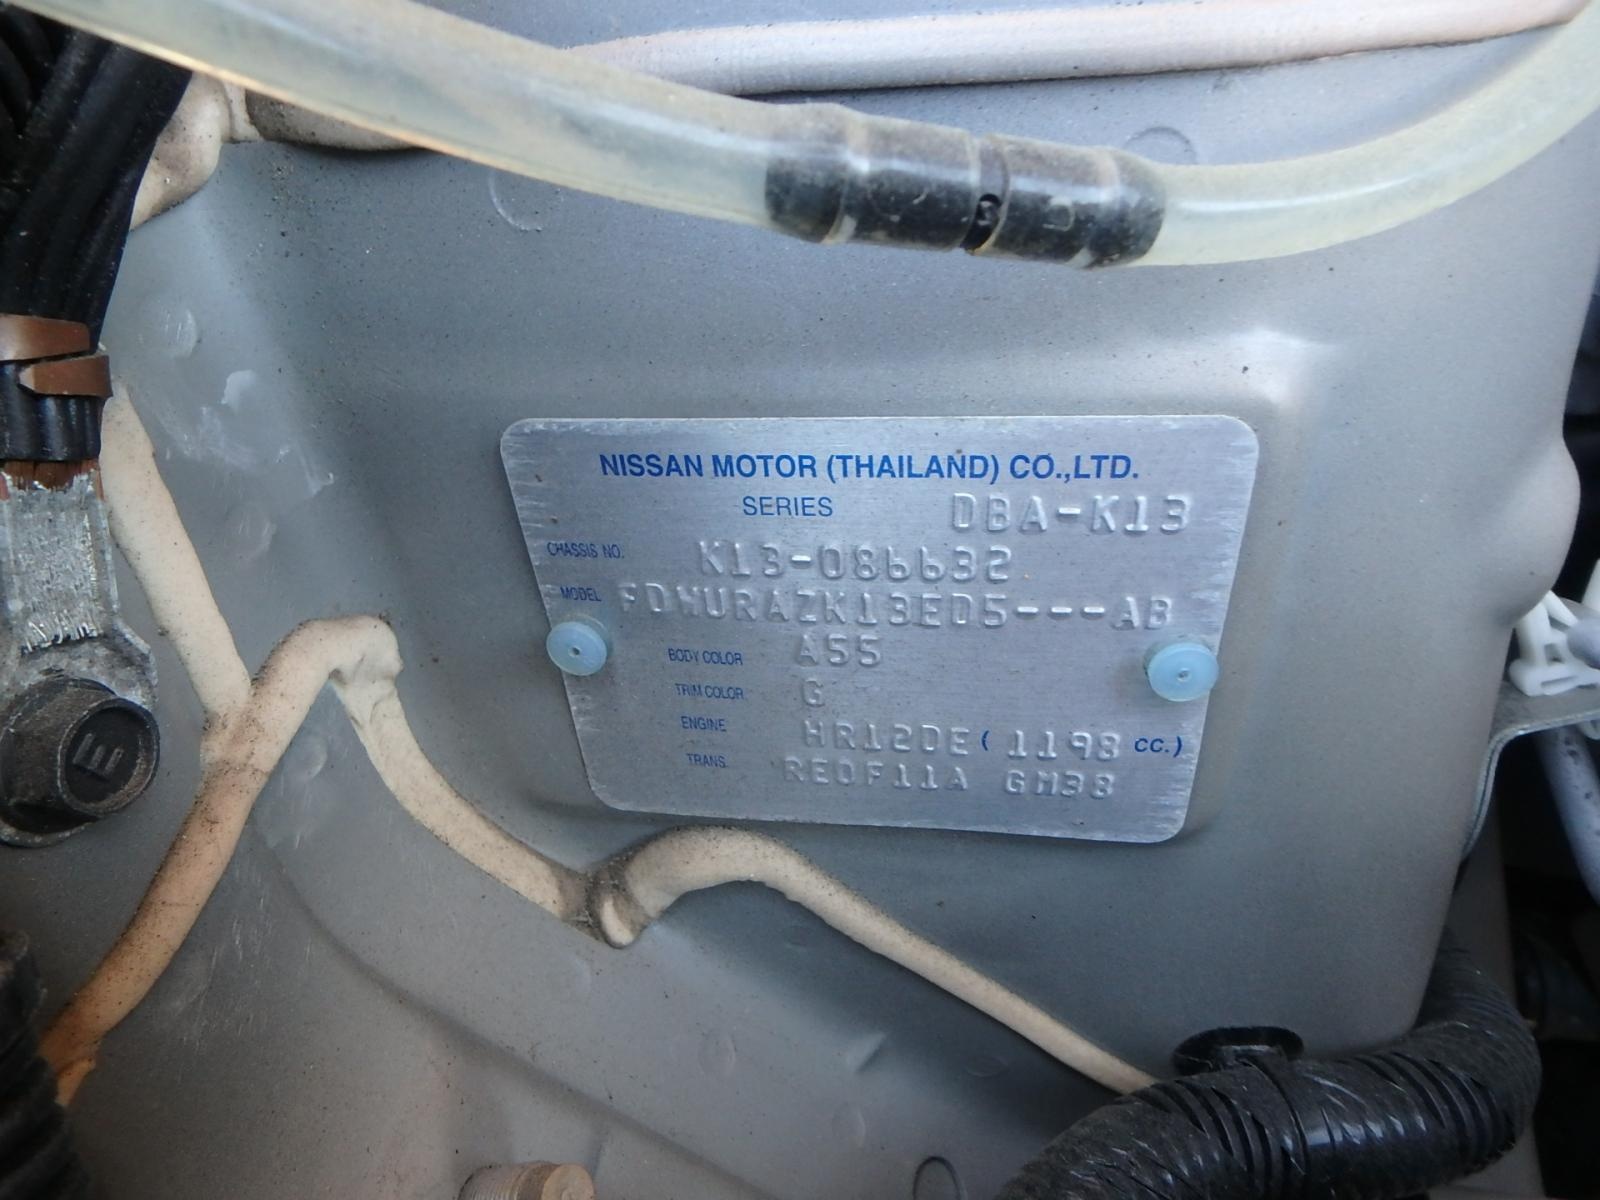 NISSAN MOTOR (THAILAND) CO.,LTD.
SERIES DBA-K13
CHASSIS NO. K13-086632
MODEL FDWURAZK13ED5---AB
BODY COLOR A55
TRIM COLOR G
ENGINE HR12DE ( 1198 CC.)
TRANS. RE0F11A GM38
E